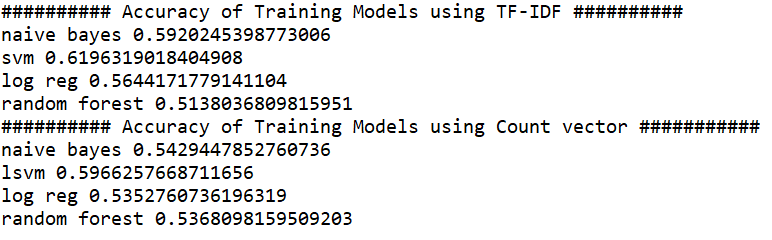 ########## Accuracy of Training Models using TF-IDF ##########
naive bayes 0.5920245398773006
svm 0.6196319018404908
log reg 0.5644171779141104
random forest 0.5138036809815951
########## Accuracy of Training Models using Count vector ###########
naive bayes 0.5429447852760736
lsvm 0.5966257668711656
log reg 0.5352760736196319
random forest 0.5368098159509203